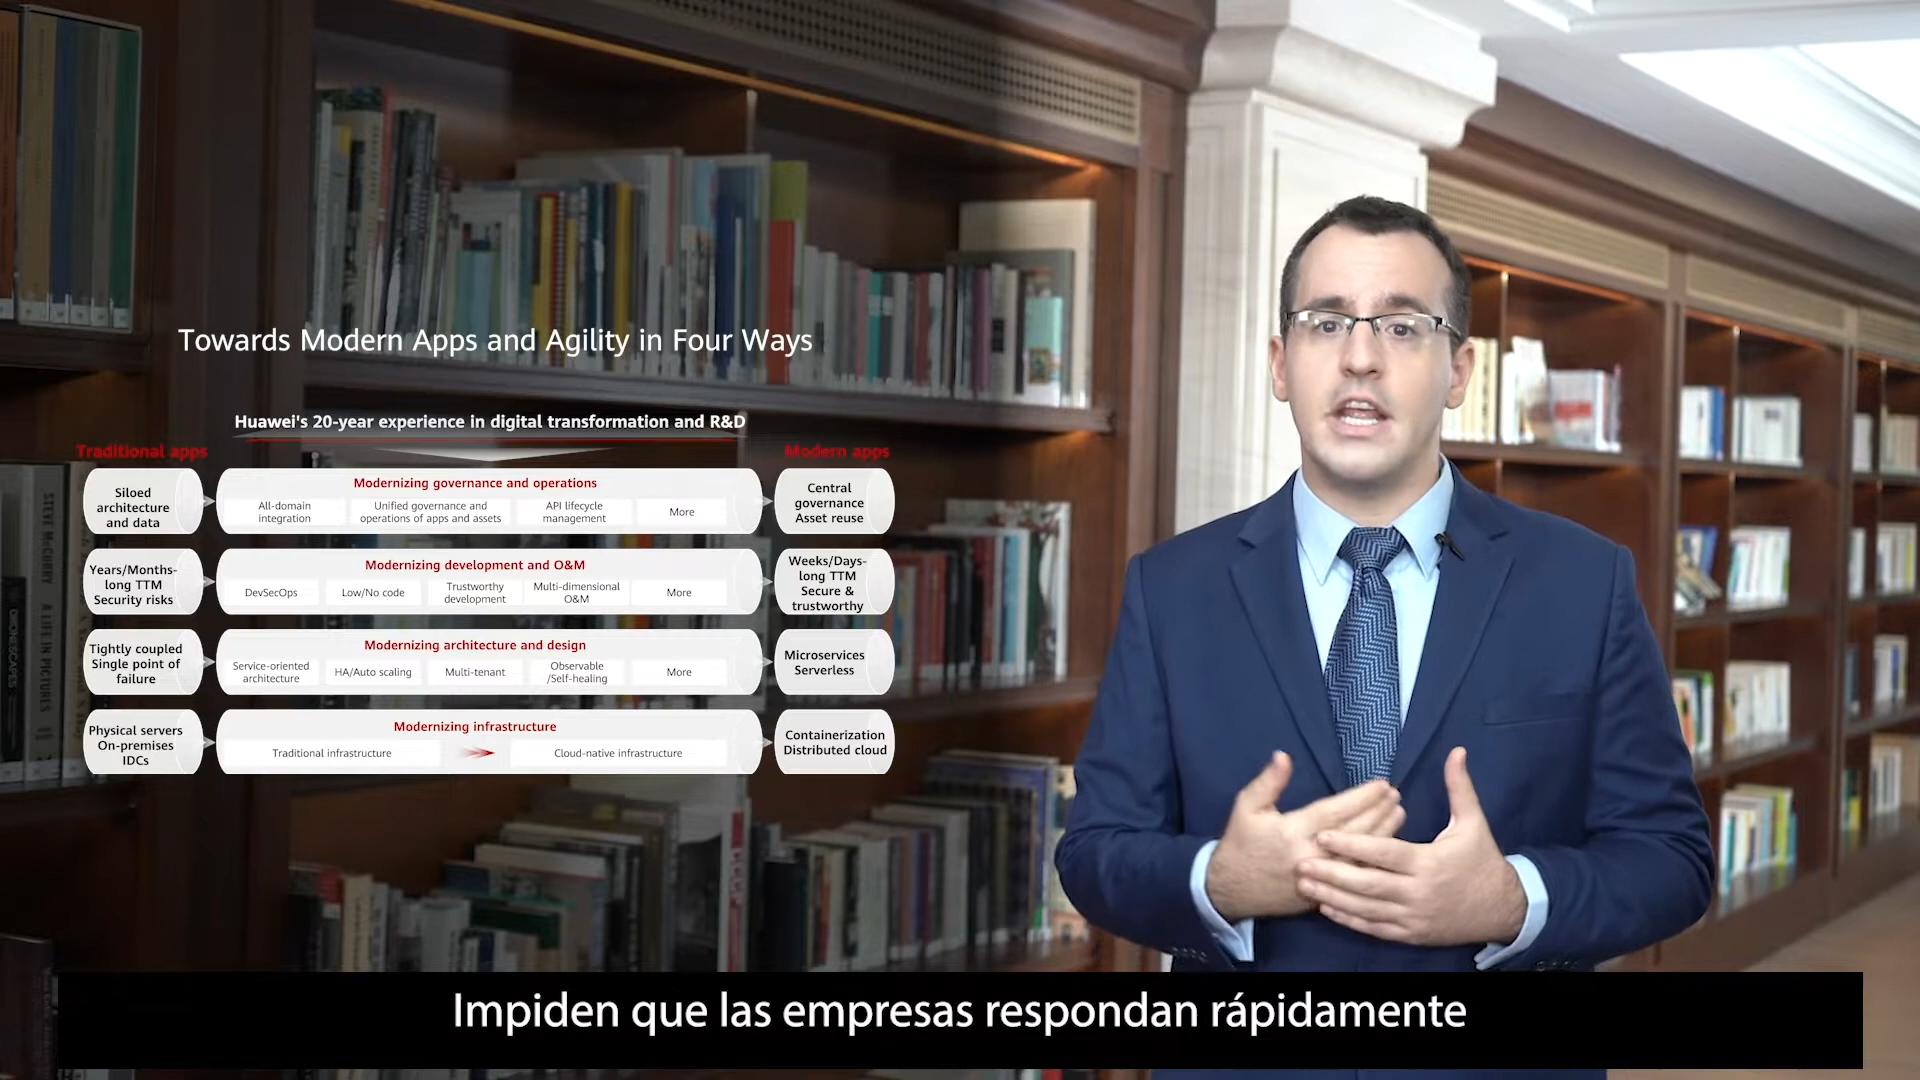 Towards Modern Apps and Agility in Four Ways
Huawei's 20-year experience in digital transformation and R&D
Traditional apps
Modern apps
Siloed
architecture
and data
Modernizing governance and operations
All-domain
integration
Unified governance and
operations of apps and assets
API lifecycle
management
More
Central
governance
Asset reuse
Years/Months-
long TTM
Security risks
Modernizing development and O&M
DevSecOps
Low/No code
Trustworthy
development
Multi-dimensional
O&M
More
Weeks/Days-
long TTM
Secure &
trustworthy
Tightly coupled
Single point of
failure
Modernizing architecture and design
Service-oriented
architecture
HA/Auto scaling
Multi-tenant
Observable
/Self-healing
More
Microservices
Serverless
Physical servers
On-premises
IDCs
Modernizing infrastructure
Traditional infrastructure
Cloud-native infrastructure
Containerization
Distributed cloud
STEVE McCURRY
A LIFE IN PICTURES
Impiden que las empresas respondan rápidamente